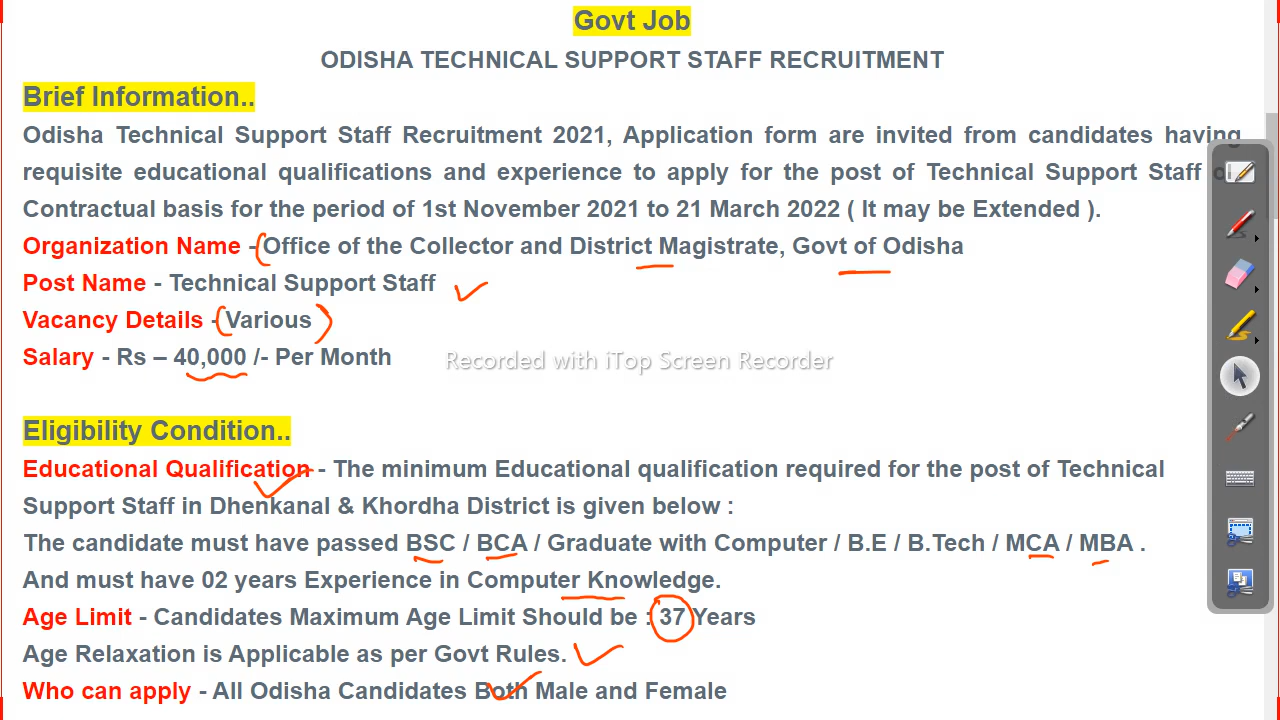 Govt Job
ODISHA TECHNICAL SUPPORT STAFF RECRUITMENT
Brief Information..
Odisha Technical Support Staff Recruitment 2021, Application form are invited from candidates having
requisite educational qualifications and experience to apply for the post of Technical Support Staff
Contractual basis for the period of 1st November 2021 to 21 March 2022 ( It may be Extended ).
Organization Name - Office of the Collector and District Magistrate, Govt of Odisha
Post Name - Technical Support Staff
Vacancy Details - Various
Salary - Rs – 40,000 /- Per Month
Recorded with iTop Screen Recorder
Eligibility Condition..
Educational Qualification - The minimum Educational qualification required for the post of Technical
Support Staff in Dhenkanal & Khordha District is given below :
The candidate must have passed BSC / BCA / Graduate with Computer / B.E / B.Tech / MCA / MBA .
And must have 02 years Experience in Computer Knowledge.
Age Limit - Candidates Maximum Age Limit Should be : 37 Years
Age Relaxation is Applicable as per Govt Rules.
Who can apply - All Odisha Candidates Both Male and Female